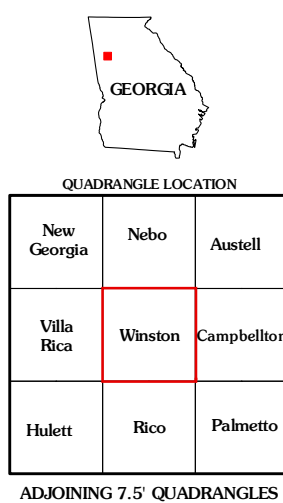 GEORGIA
QUADRANGLE LOCATION
New
Georgia
Nebo
Austell
Villa
Rica
Winston
Campbellton
Hulett
Rico
Palmetto
ADJOINING 7.5' QUADRANGLES